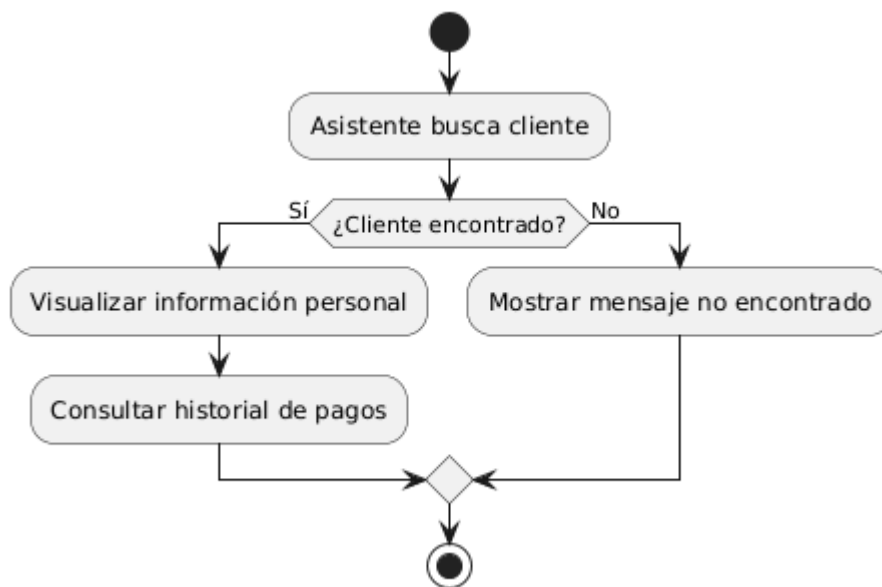 Asistente busca cliente
Sí
¿Cliente encontrado?
No
Visualizar información personal
Mostrar mensaje no encontrado
Consultar historial de pagos